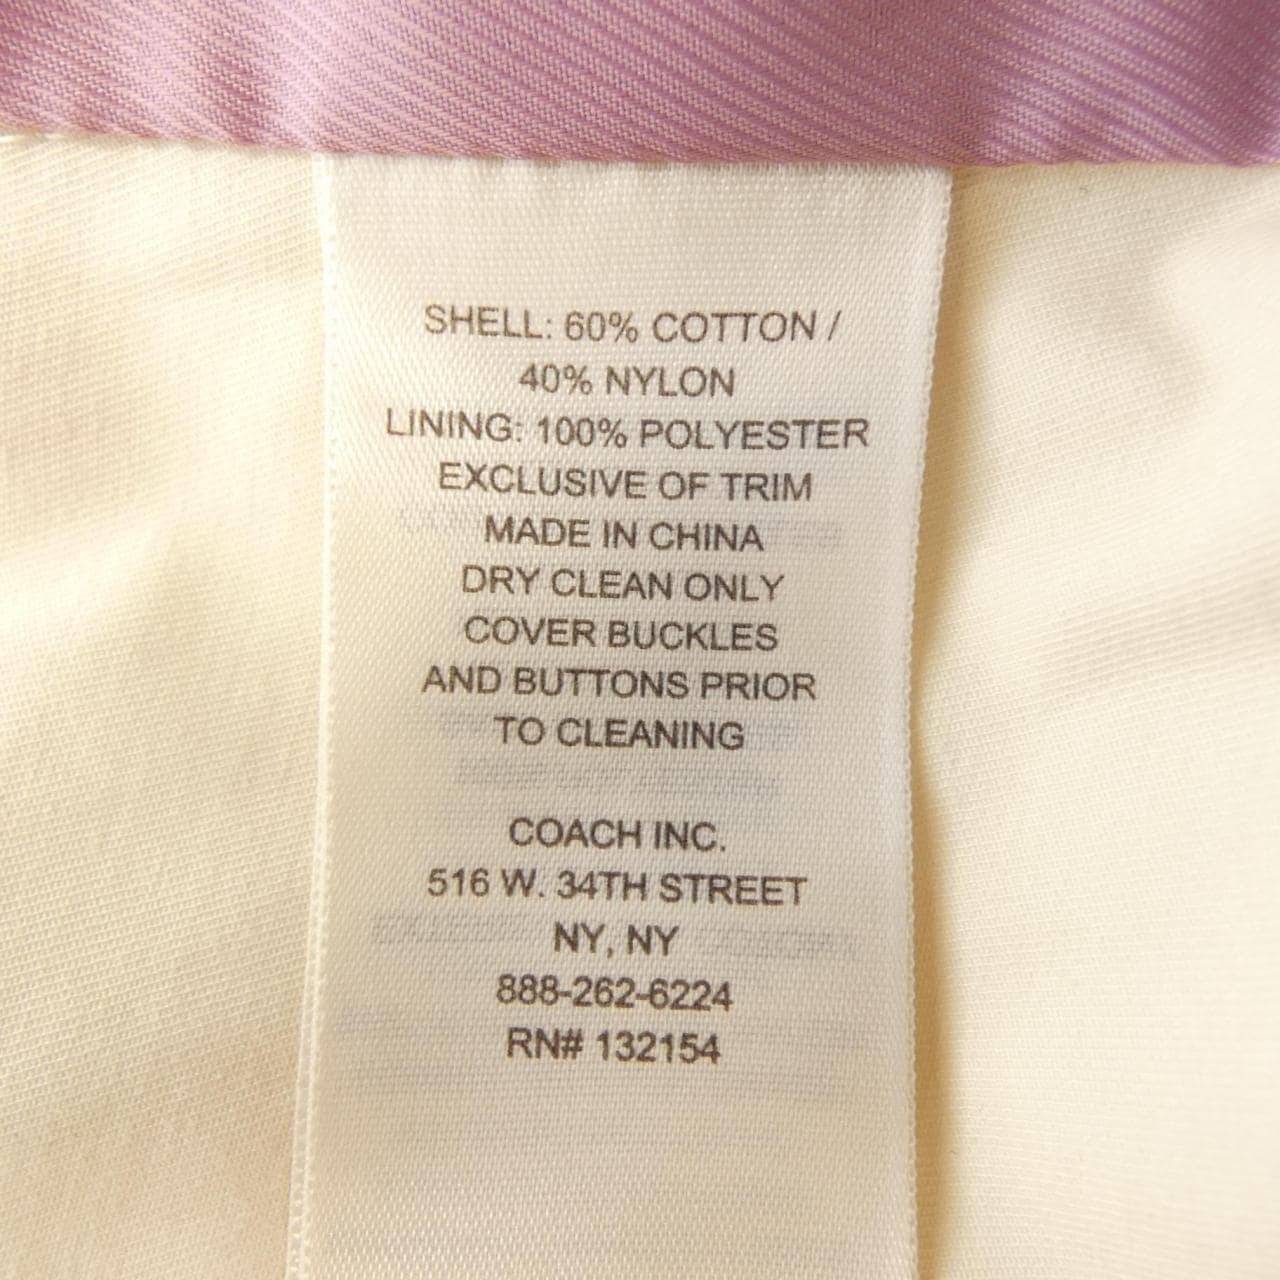 SHELL: 60% COTTON /
40% NYLON
LINING: 100% POLYESTER
EXCLUSIVE OF TRIM
MADE IN CHINA
DRY CLEAN ONLY
COVER BUCKLES
AND BUTTONS PRIOR
TO CLEANING
COACH INC.
516 W. 34TH STREET
NY, NY
888-262-6224
RN# 132154